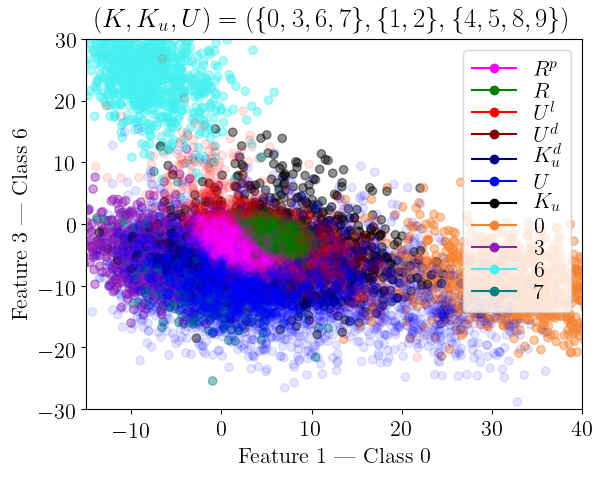 (K, K_u, U) = ({0, 3, 6, 7}, {1, 2}, {4, 5, 8, 9})
30
20
10
0
−10
−20
−30
Feature 3 — Class 6
−10
0
10
20
30
40
Feature 1 — Class 0
R^p
R
U^l
U^d
K_u^d
U
K_u
0
3
6
7